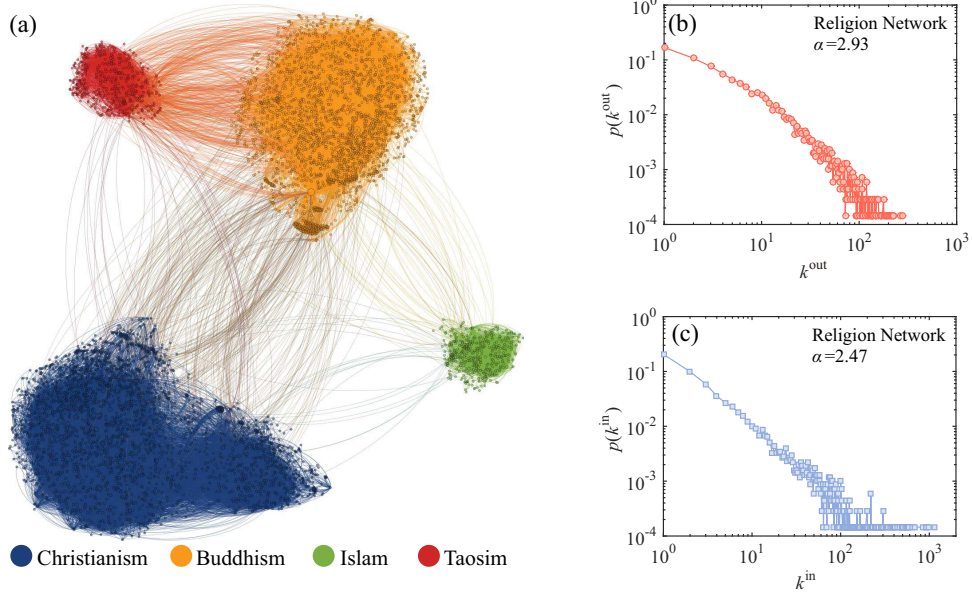 (a)
Christianism Buddhism Islam Taosim
(b)
Religion Network
α=2.93
p(k^out)
10^0
10^-1
10^-2
10^-3
10^-4
10^0 10^1 10^2 10^3
k^out
(c)
Religion Network
α=2.47
p(k^in)
10^0
10^-1
10^-2
10^-3
10^-4
10^0 10^1 10^2 10^3
k^in